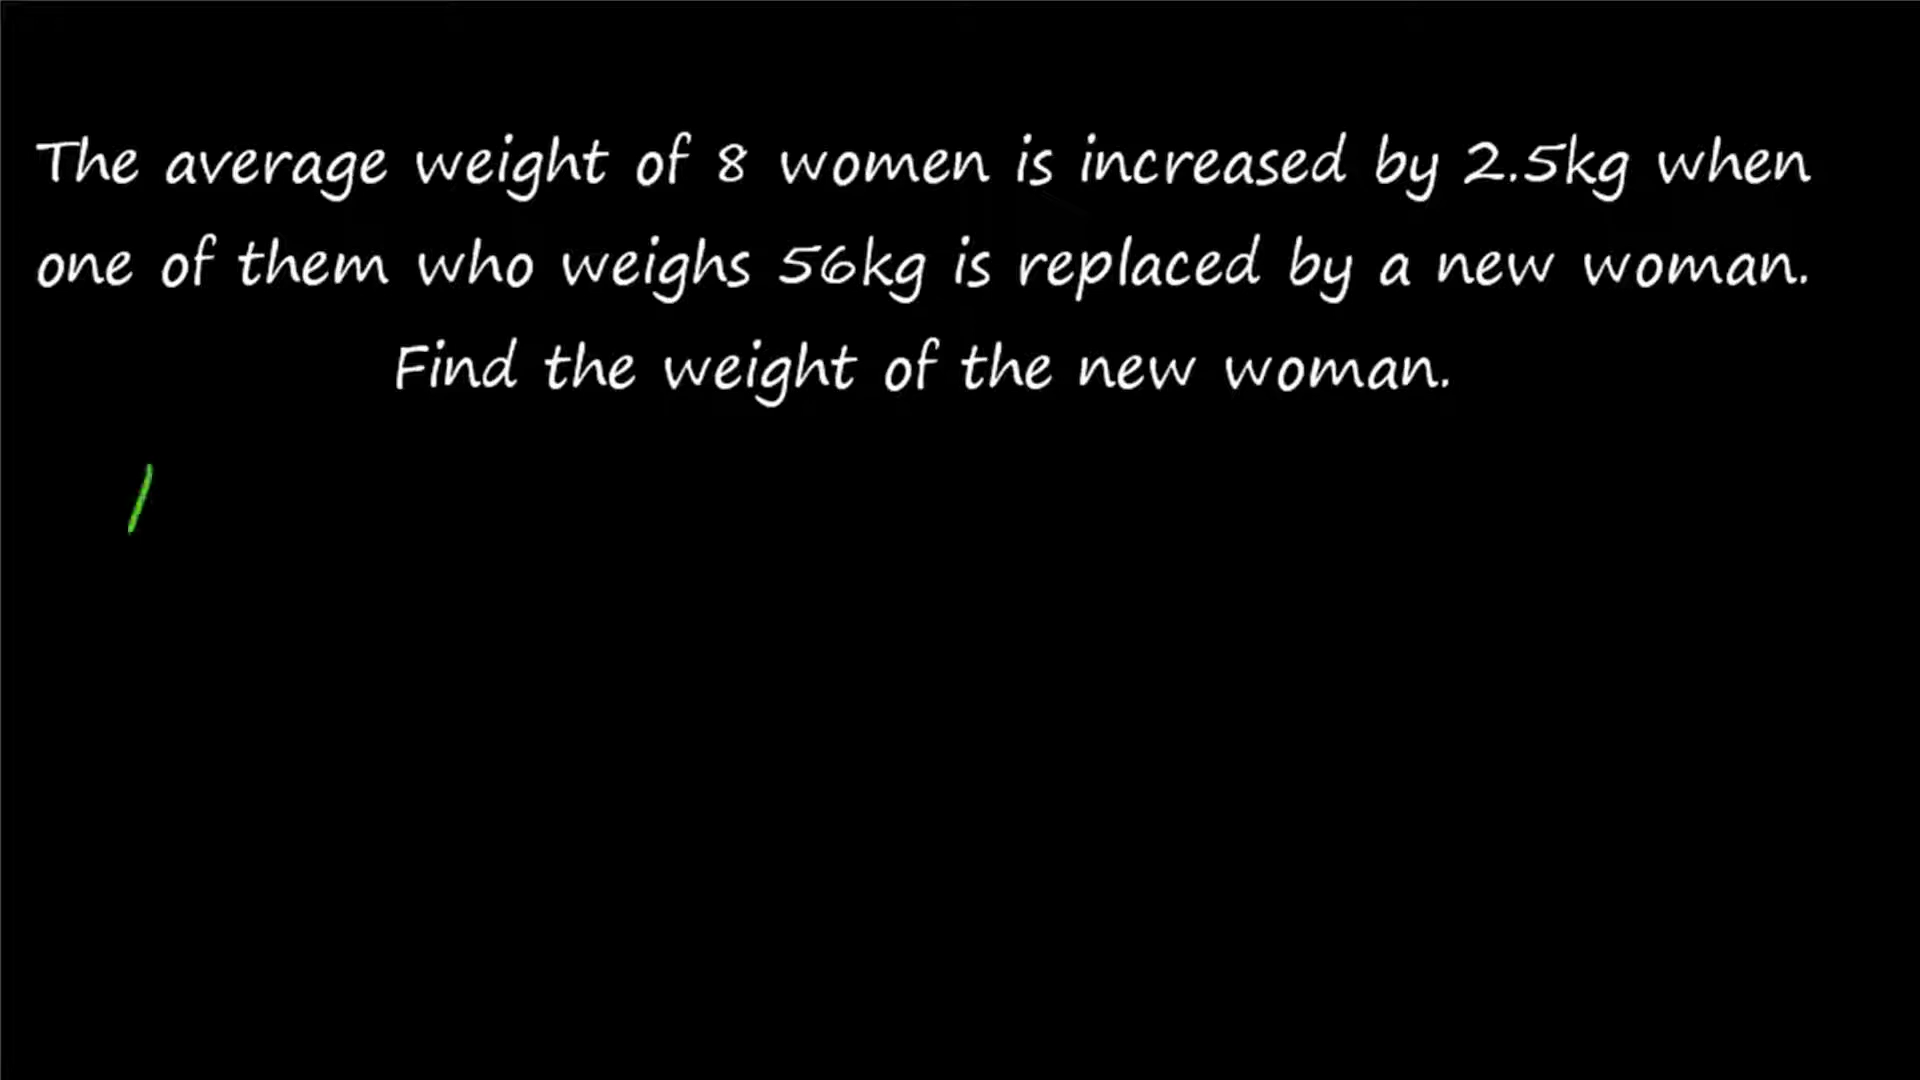 The average weight of 8 women is increased by 2.5kg when
one of them who weighs 56kg is replaced by a new woman.
Find the weight of the new woman.